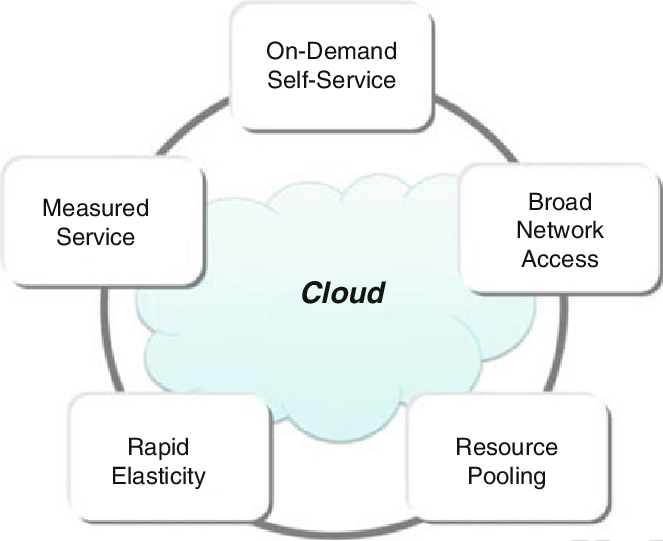 On-Demand
Self-Service
Measured
Service
Broad
Network
Access
Cloud
Rapid
Elasticity
Resource
Pooling